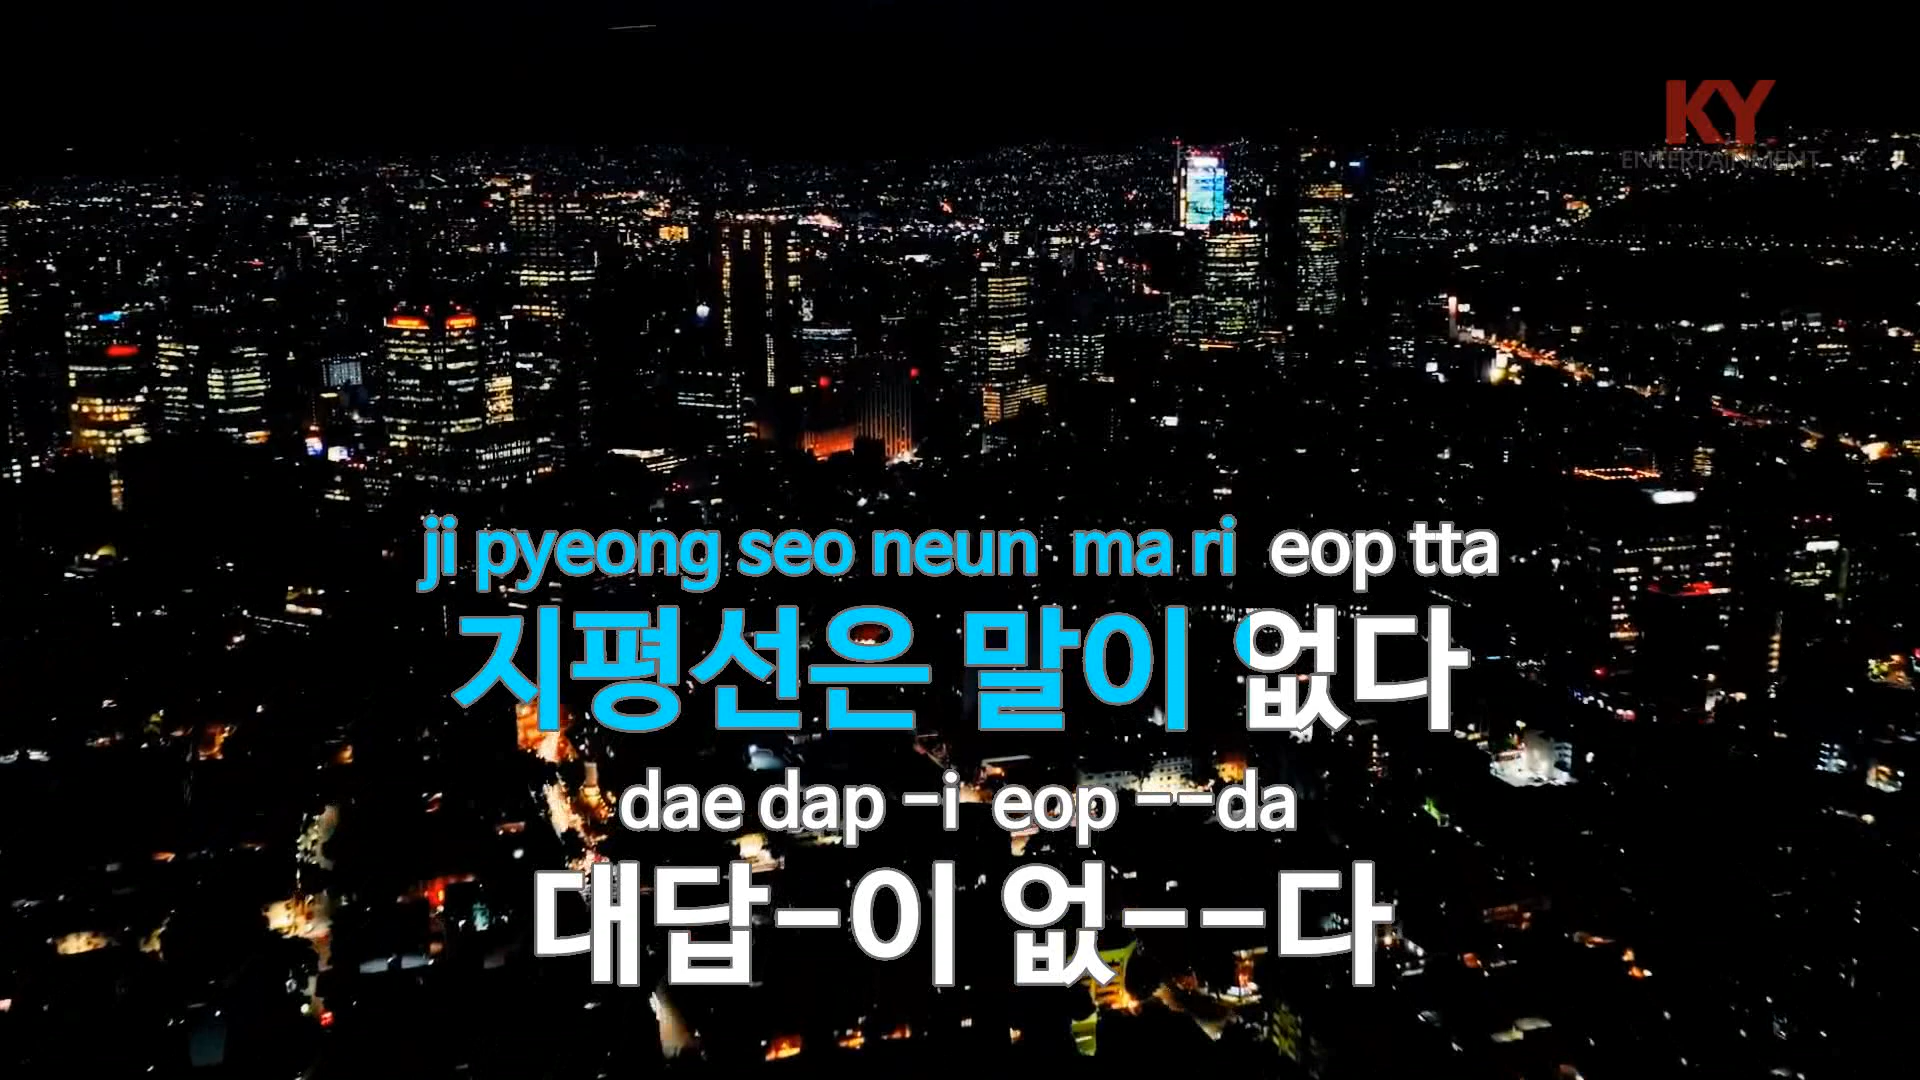 KY
ENTERTAINMENT
ji pyeong seo neun ma ri eop tta
지평선은 말이 없다
dae dap -i eop --da
대답-이 없--다